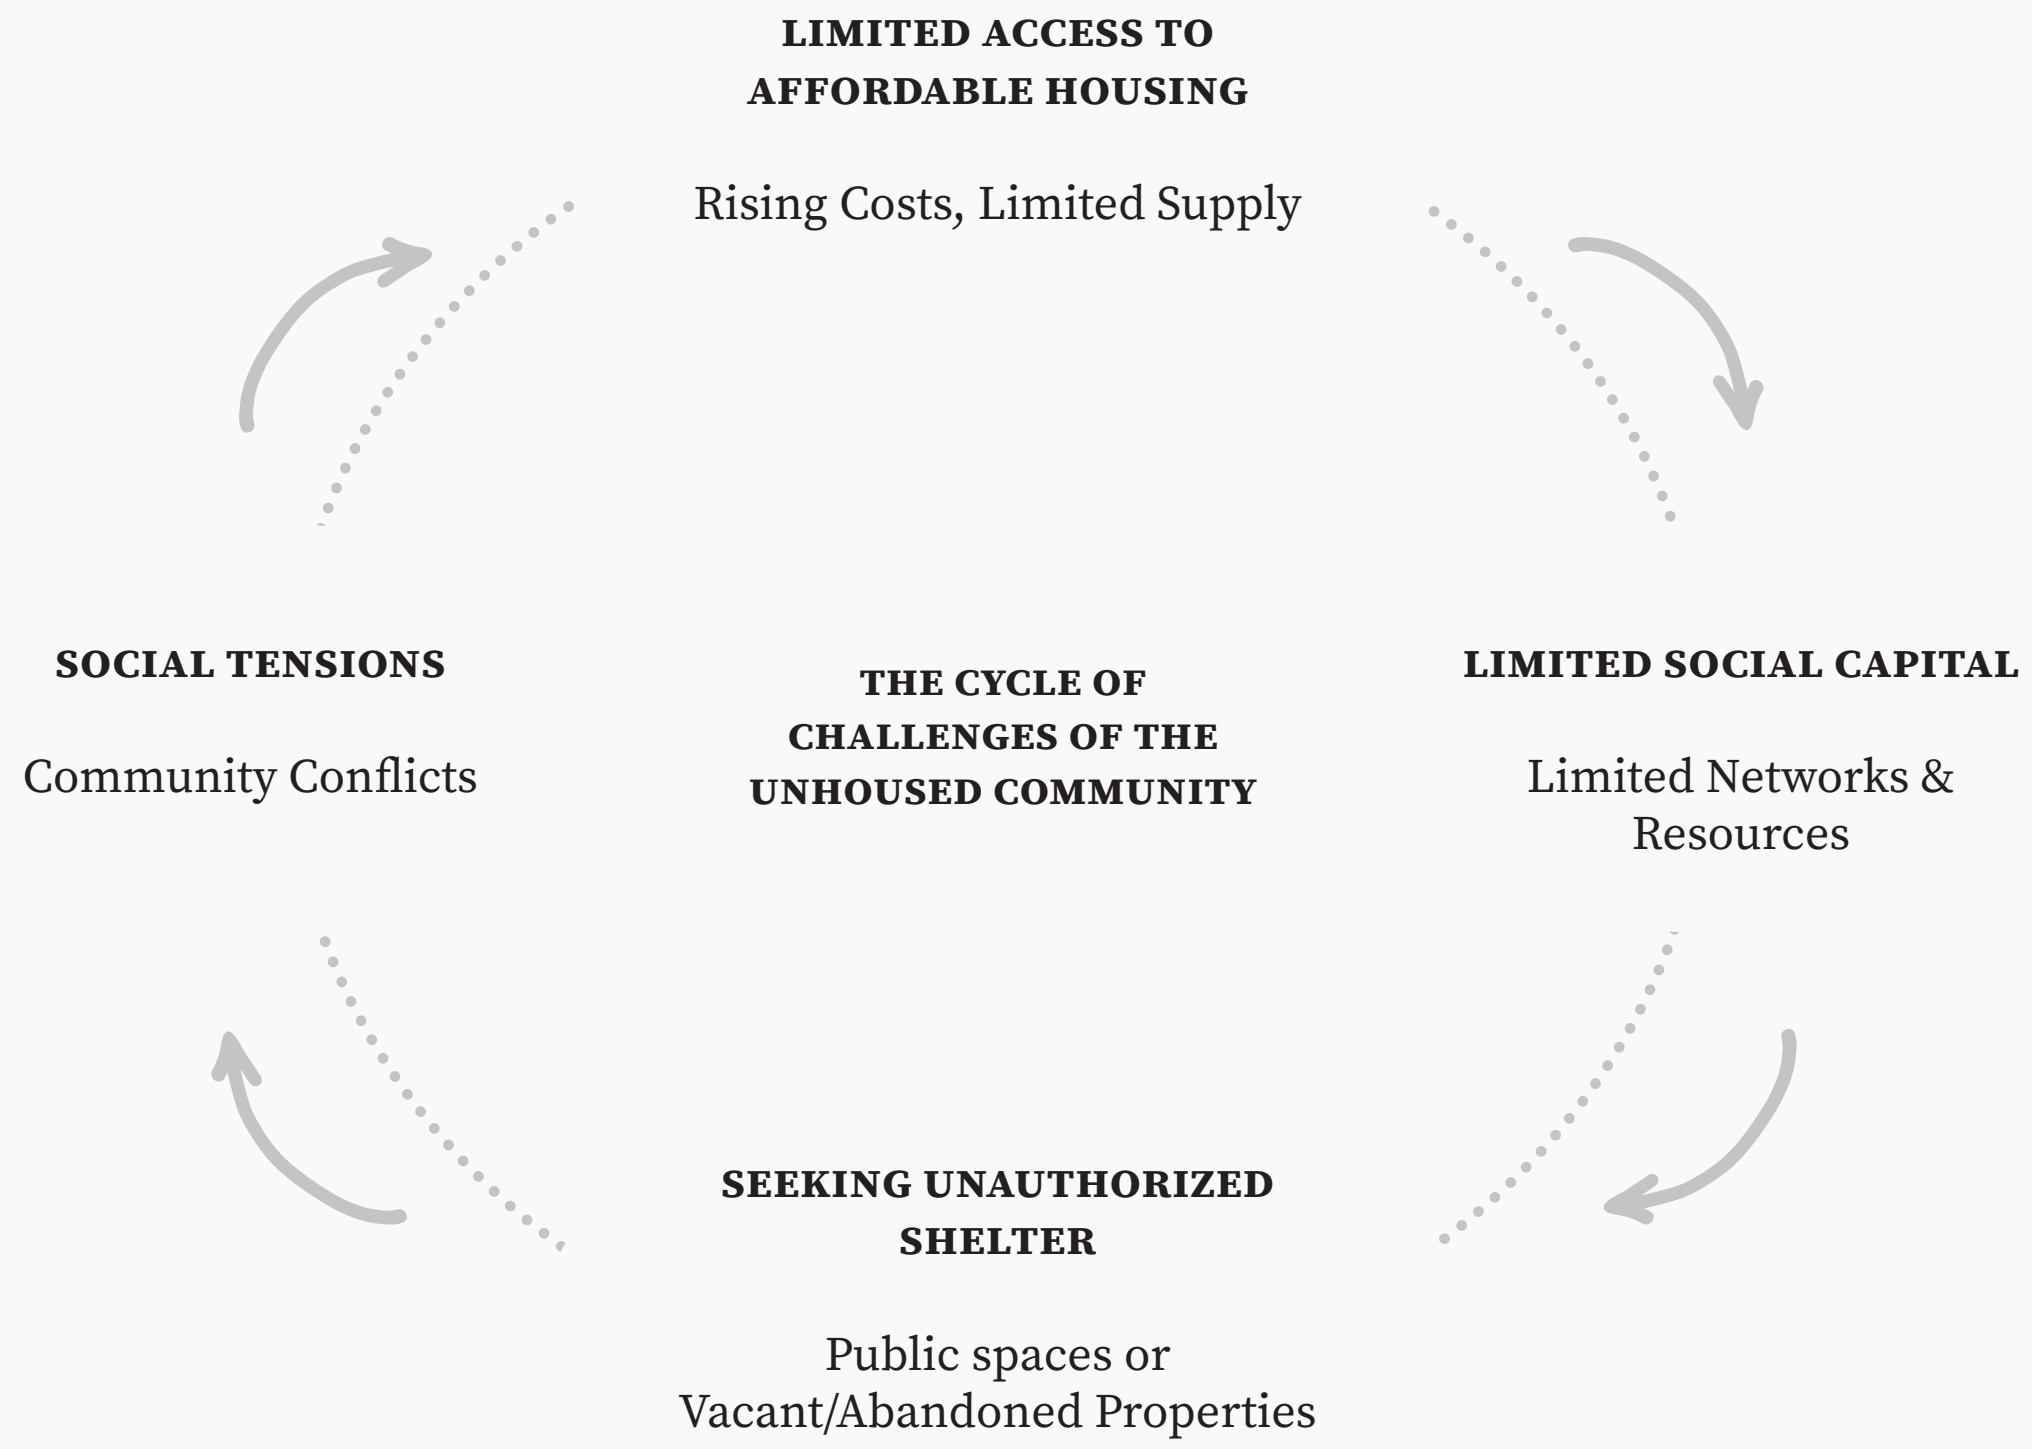 LIMITED ACCESS TO
AFFORDABLE HOUSING
Rising Costs, Limited Supply
SOCIAL TENSIONS
Community Conflicts
THE CYCLE OF
CHALLENGES OF THE
UNHOUSED COMMUNITY
LIMITED SOCIAL CAPITAL
Limited Networks &
Resources
SEEKING UNAUTHORIZED
SHELTER
Public spaces or
Vacant/Abandoned Properties